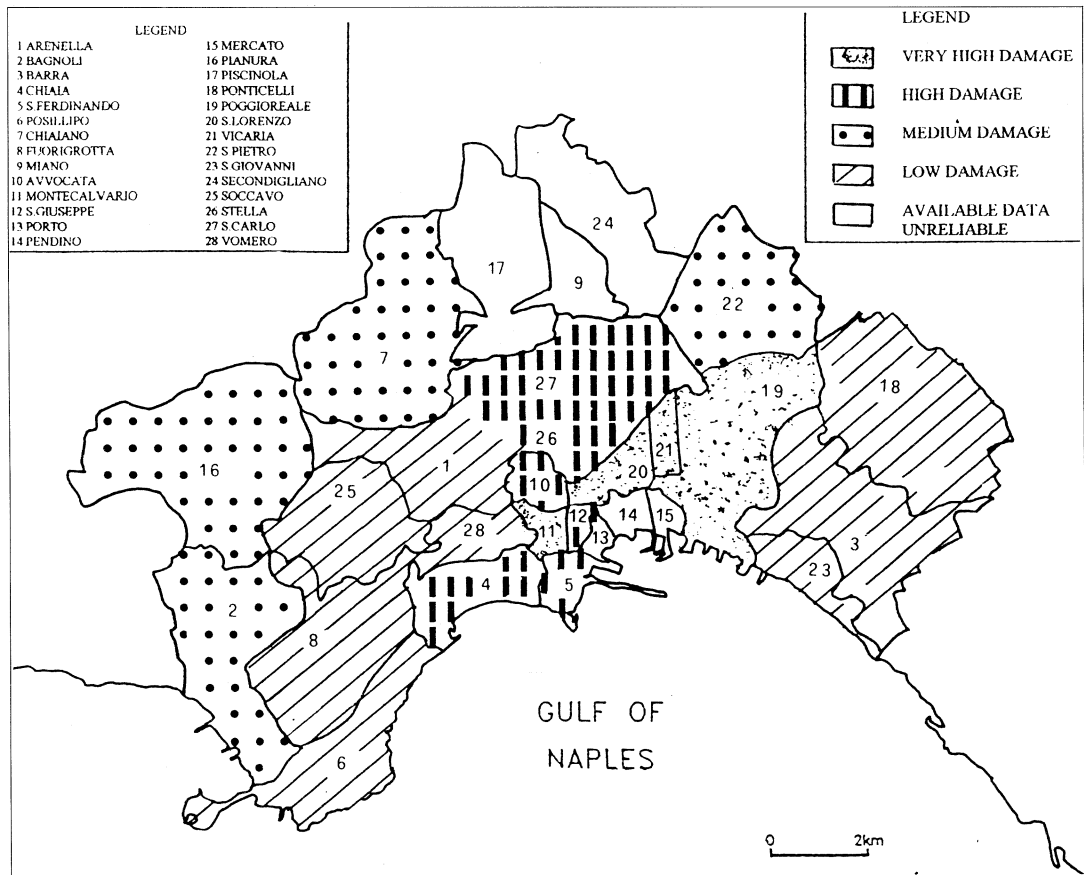 LEGEND
1 ARENELLA
2 BAGNOLI
3 BARRA
4 CHIAIA
5 S.FERDINANDO
6 POSILLIPO
7 CHIAIANO
8 FUORIGROTTA
9 MIANO
10 AVVOCATA
11 MONTECALVARIO
12 S.GIUSEPPE
13 PORTO
14 PENDINO
15 MERCATO
16 PIANURA
17 PISCINOLA
18 PONTICELLI
19 POGGIOREALE
20 S.LORENZO
21 VICARIA
22 S PIETRO
23 S.GIOVANNI
24 SECONDIGLIANO
25 SOCCAVO
26 STELLA
27 S.CARLO
28 VOMERO
LEGEND
VERY HIGH DAMAGE
HIGH DAMAGE
MEDIUM DAMAGE
LOW DAMAGE
AVAILABLE DATA
UNRELIABLE
24
17
9
22
7
27
19
18
26
16
1
21
25
20
10
14
15
12
28
11
13
3
23
4
5
2
8
6
GULF OF
NAPLES
0 2km